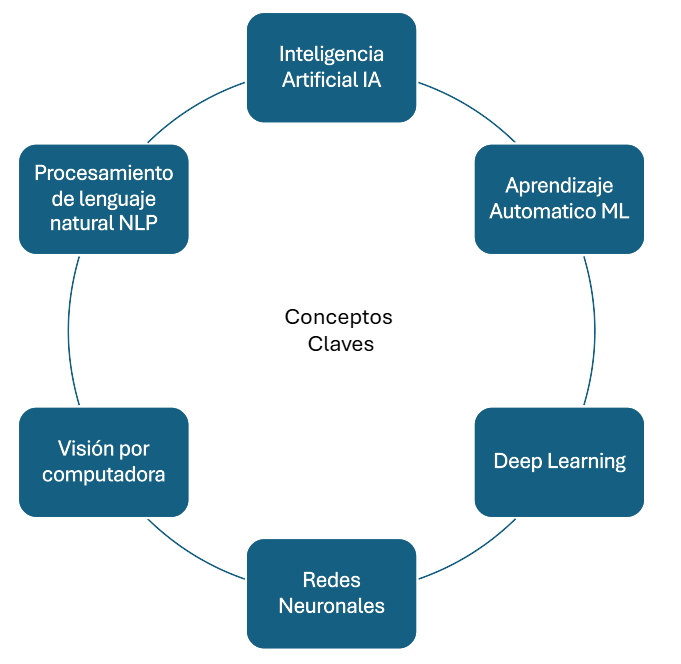 Inteligencia
Artificial IA
Aprendizaje
Automatico ML
Deep Learning
Redes
Neuronales
Visión por
computadora
Procesamiento
de lenguaje
natural NLP
Conceptos
Claves